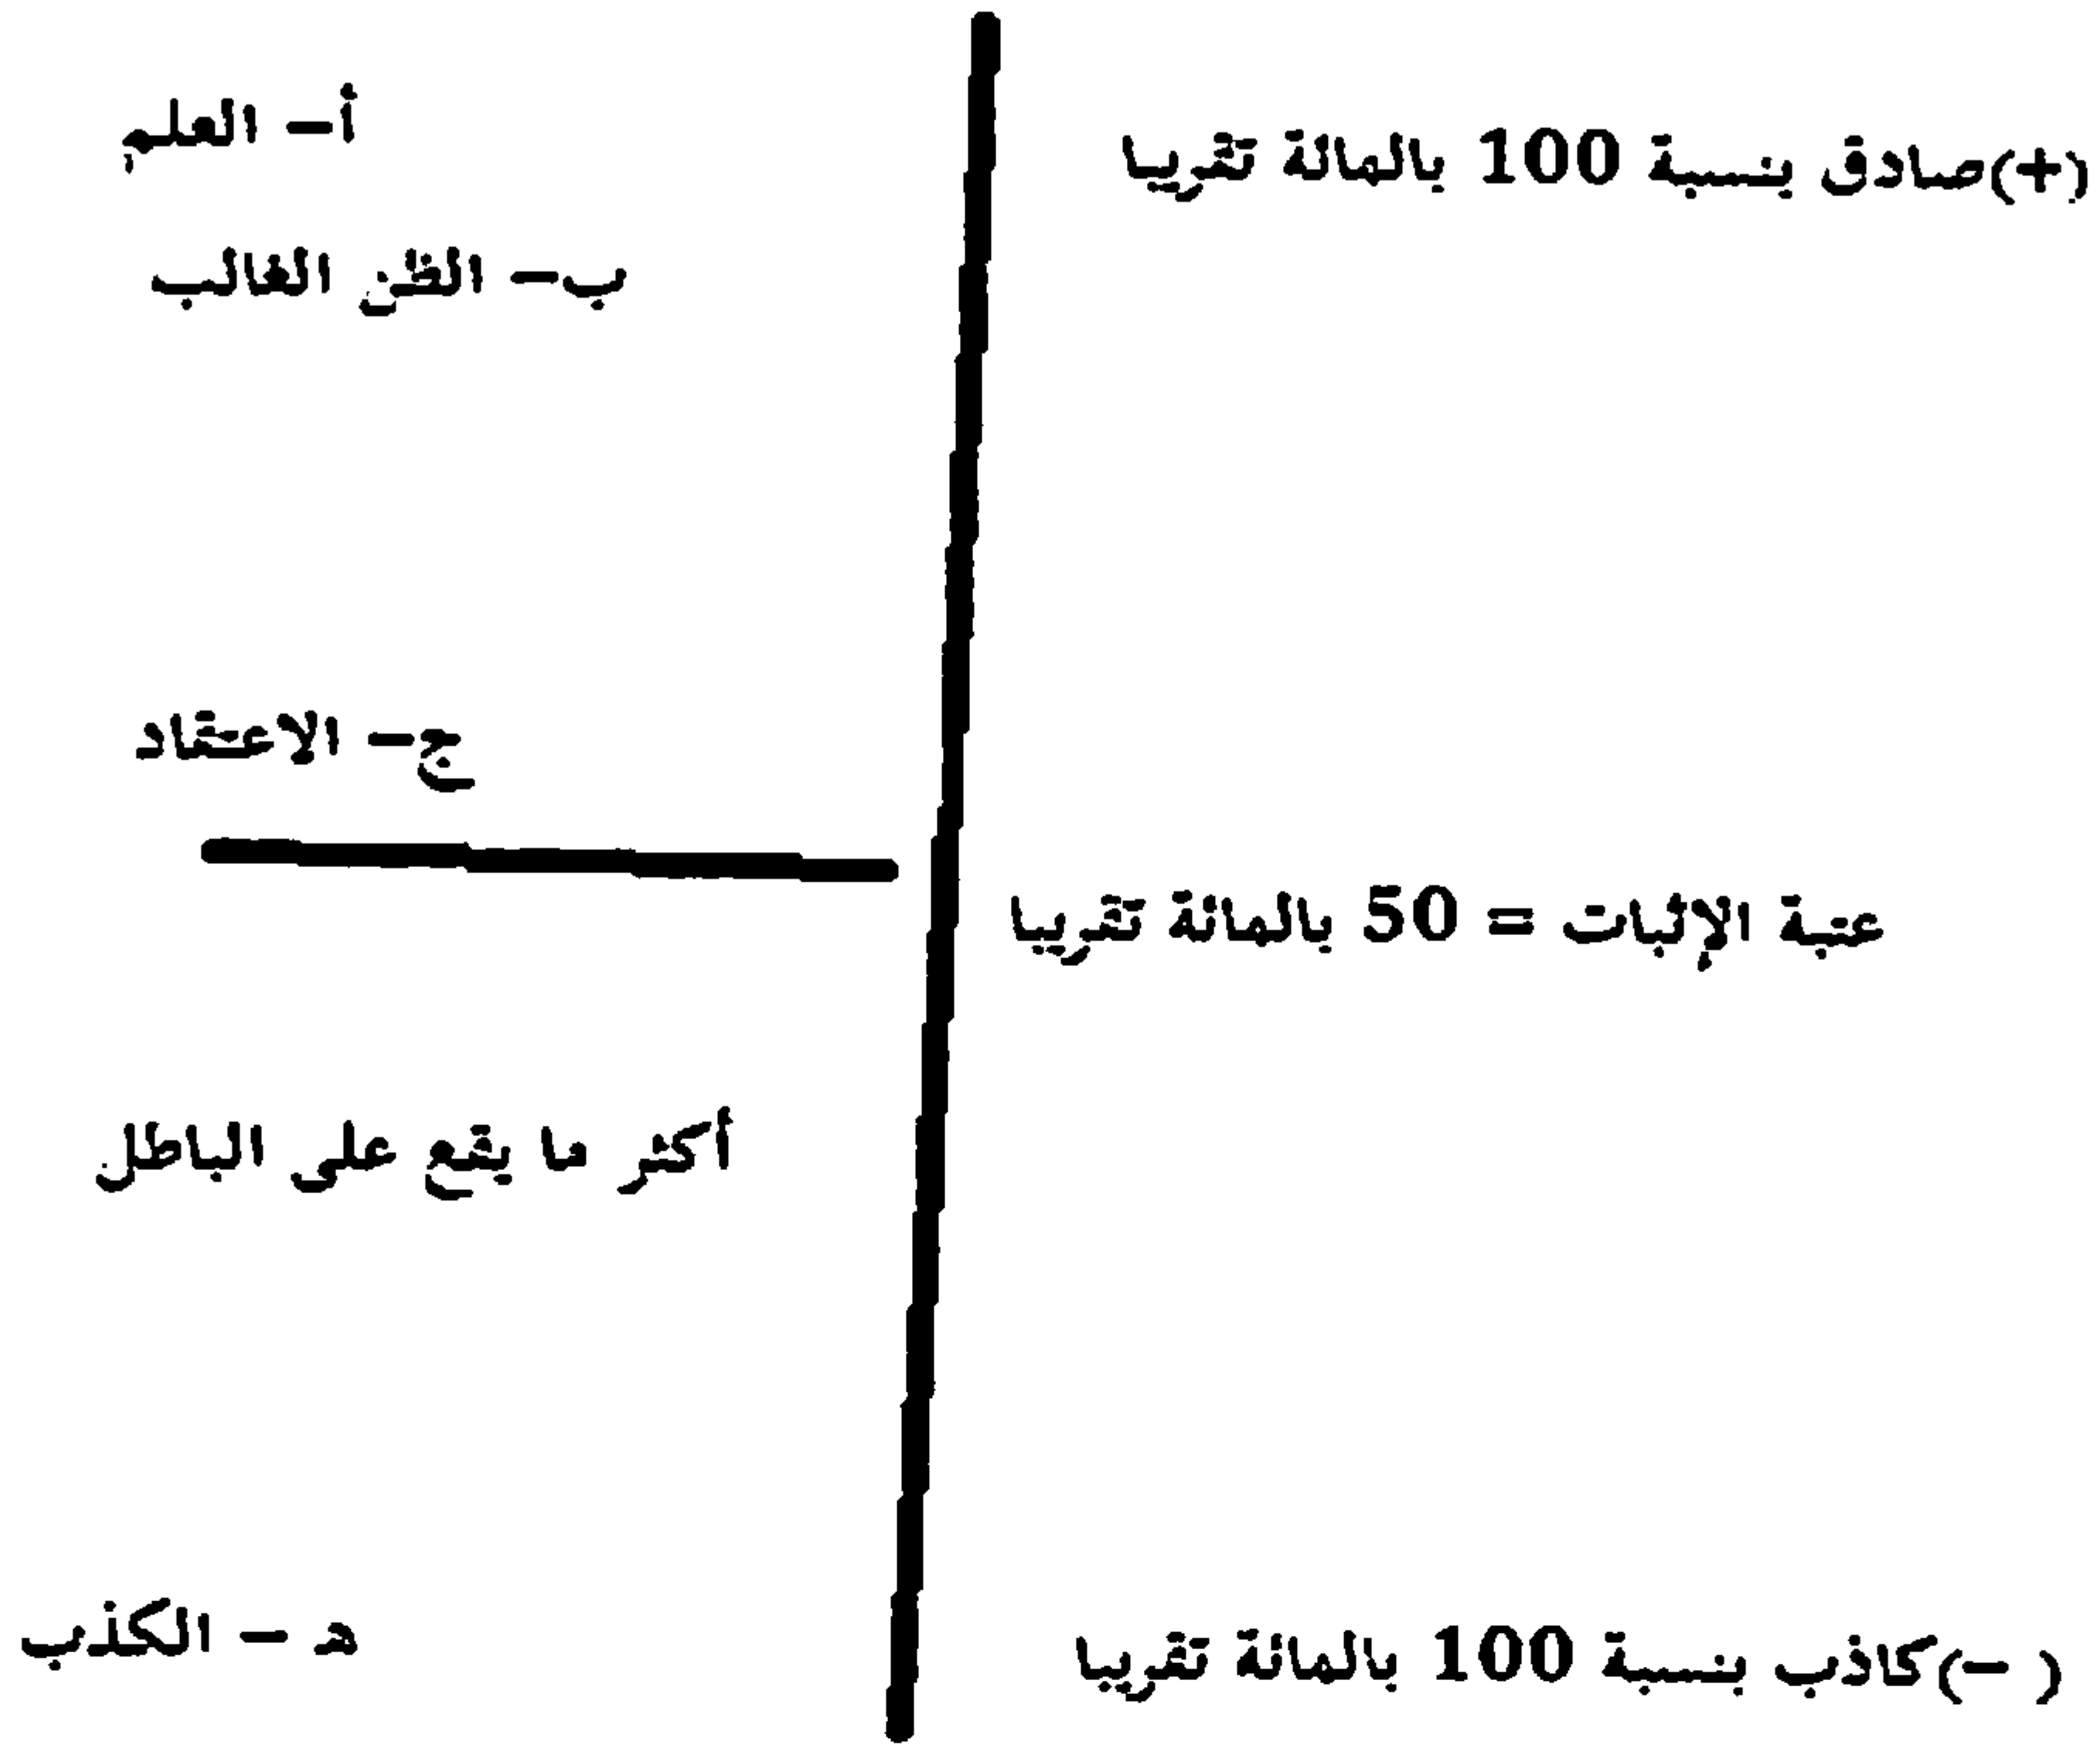 (+)صادق بنسبة 100 بالمائة تقريبا
أ– العلم
ب– الظن الغالب
ج– الاعتقاد
عتبة الإثبات = 50 بالمائة تقريبا
أكثر ما يقع على الباطل
(–)كاذب بنسبة 100 بالمائة تقريبا
هـ – الكذب